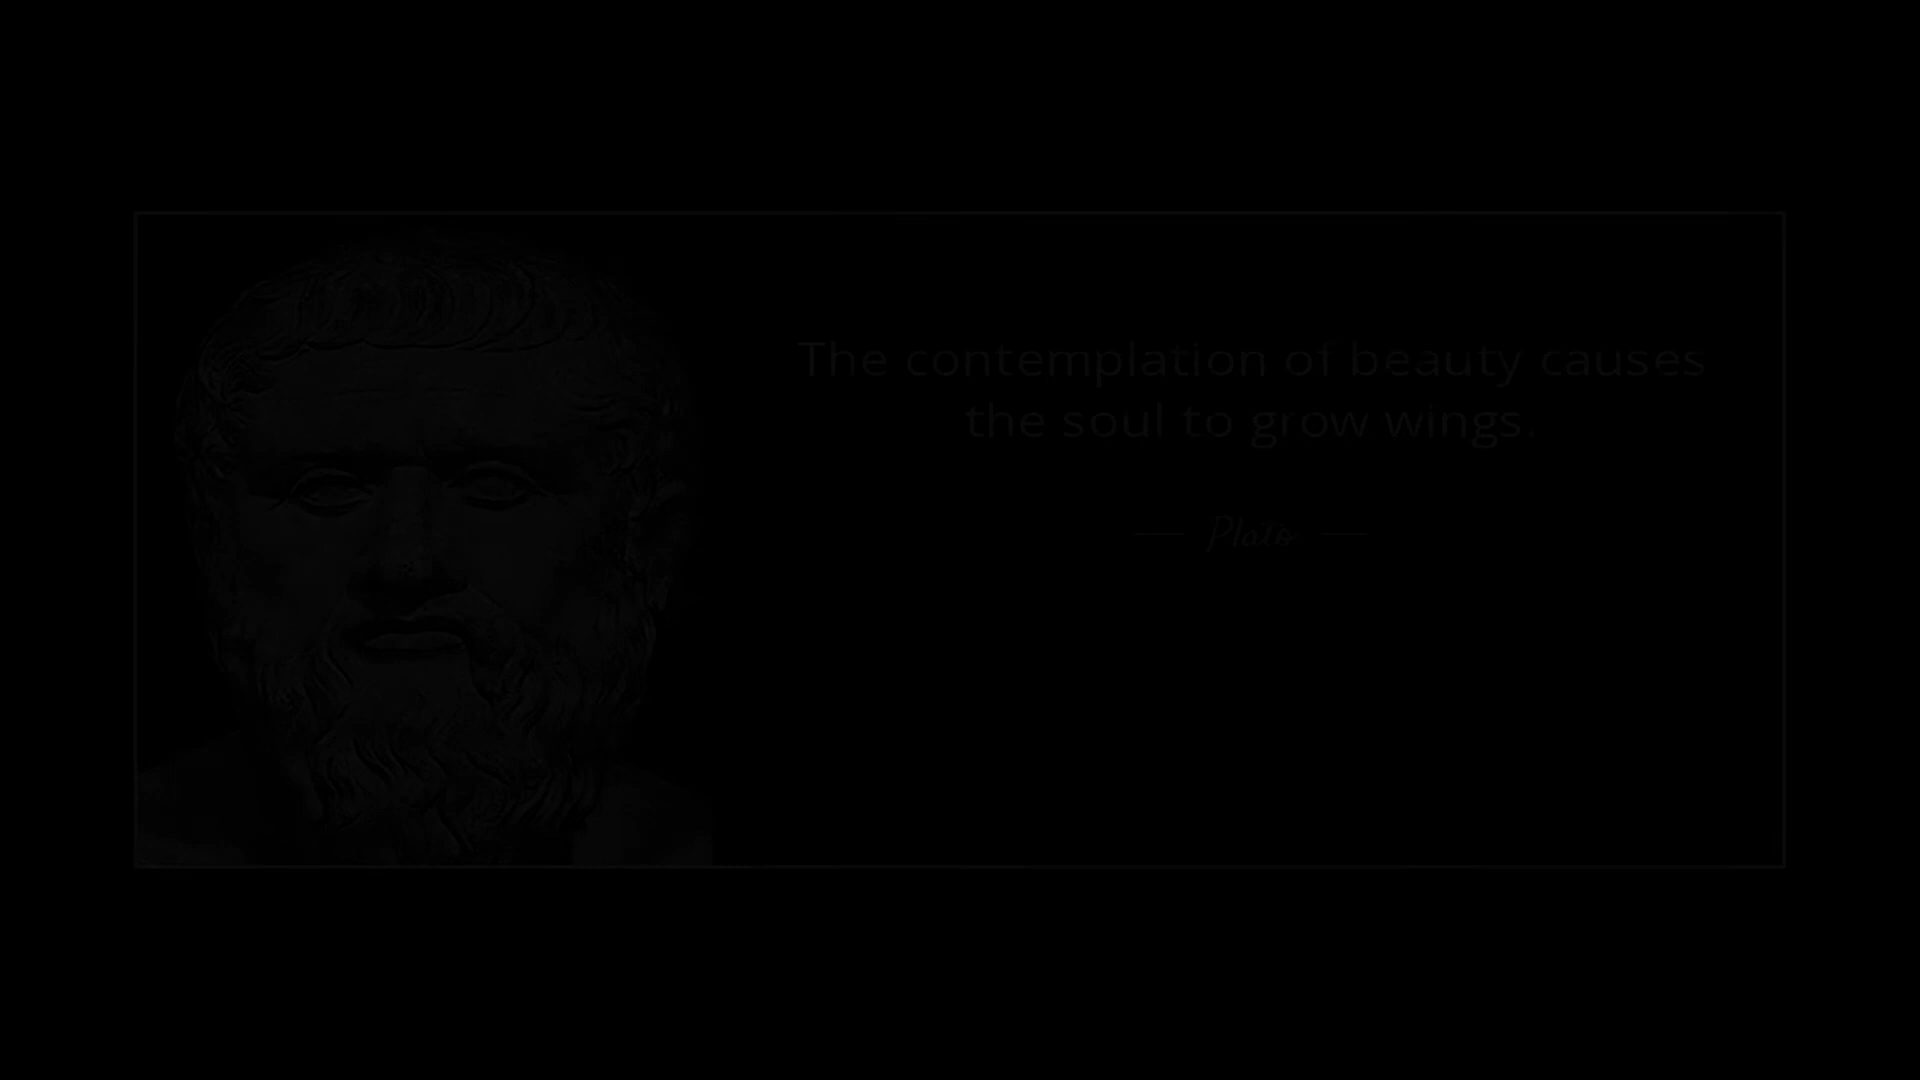 The contemplation of beauty causes
the soul to grow wings.
— Plato —